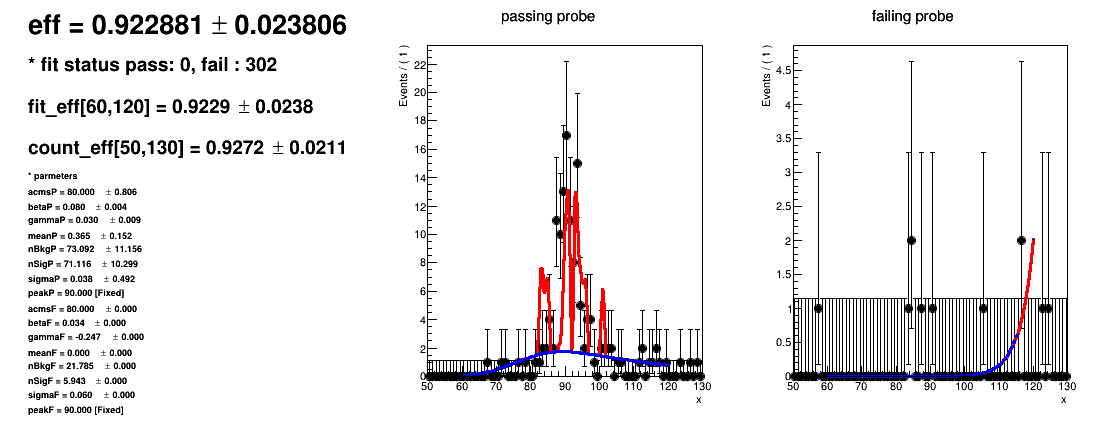 eff = 0.922881 ± 0.023806
* fit status pass: 0, fail : 302
fit_eff[60,120] = 0.9229 ± 0.0238
count_eff[50,130] = 0.9272 ± 0.0211
* parmeters
acmsP = 80.000 ± 0.806
betaP = 0.080 ± 0.004
gammaP = 0.030 ± 0.009
meanP = 0.365 ± 0.152
nBkgP = 73.092 ± 11.156
nSigP = 71.116 ± 10.299
sigmaP = 0.038 ± 0.492
peakP = 90.000 [Fixed]
acmsF = 80.000 ± 0.000
betaF = 0.034 ± 0.000
gammaF = -0.247 ± 0.000
meanF = 0.000 ± 0.000
nBkgF = 21.785 ± 0.000
nSigF = 5.943 ± 0.000
sigmaF = 0.060 ± 0.000
peakF = 90.000 [Fixed]
passing probe
Events / ( 1 )
22
20
18
16
14
12
10
8
6
4
2
0
50 60 70 80 90 100 110 120 130
x
failing probe
Events / ( 1 )
4.5
4
3.5
3
2.5
2
1.5
1
0.5
0
50 60 70 80 90 100 110 120 130
x